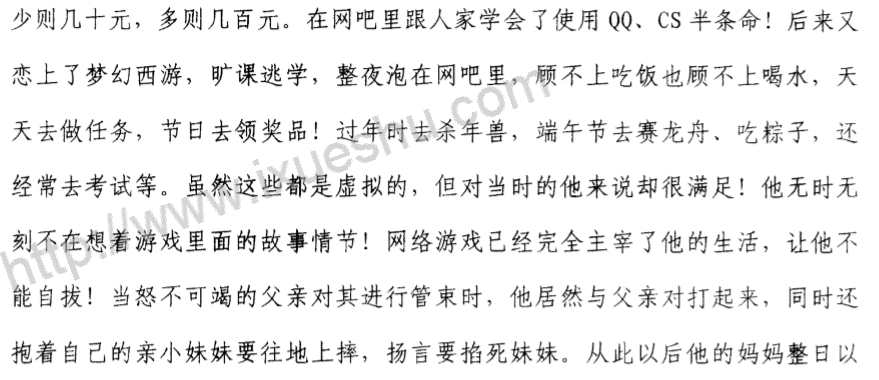 少则几十元，多则几百元。在网吧里跟人家学会了使用 QQ、CS 半条命！后来又
恋上了梦幻西游，旷课逃学，整夜泡在网吧里，顾不上吃饭也顾不上喝水，天
天去做任务，节日去领奖品！过年时去杀年兽，端午节去赛龙舟、吃粽子，还
经常去考试等。虽然这些都是虚拟的，但对当时的他来说却很满足！他无时无
刻不在想着游戏里面的故事情节！网络游戏已经完全主宰了他的生活，让他不
能自拔！当怒不可竭的父亲对其进行管束时，他居然与父亲对打起来，同时还
抱着自己的亲小妹妹要往地上摔，扬言要掐死妹妹。从此以后他的妈妈整日以
http://www.ixueshu.com